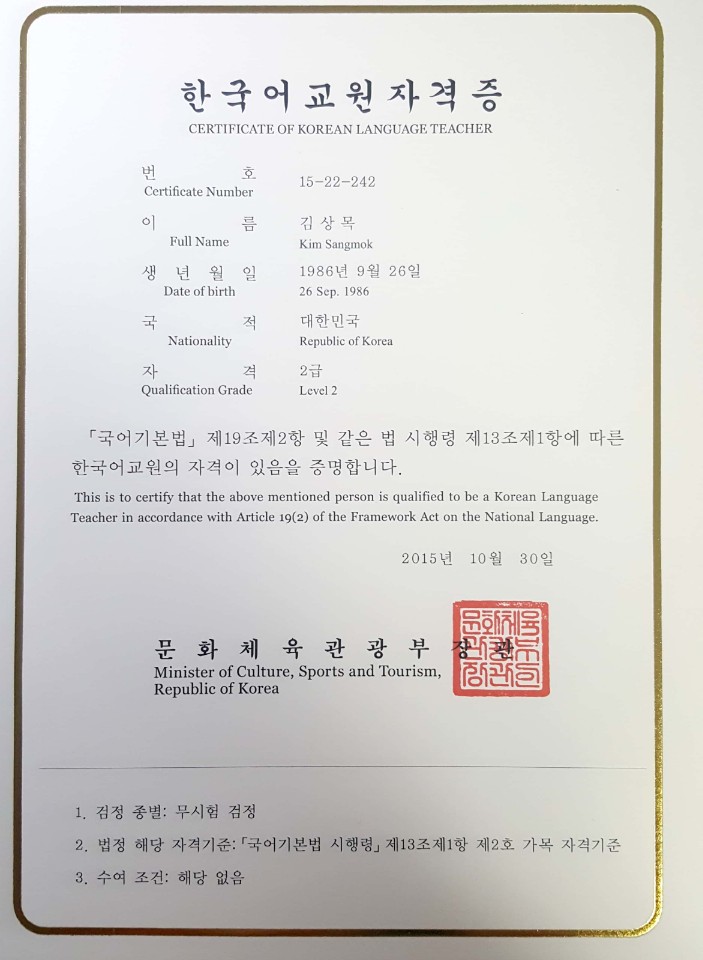 한국어교원자격증
CERTIFICATE OF KOREAN LANGUAGE TEACHER
번 호
Certificate Number
15-22-242
이 름
Full Name
김상목
Kim Sangmok
생년월일
Date of birth
1986년 9월 26일
26 Sep. 1986
국 적
Nationality
대한민국
Republic of Korea
자 격
Qualification Grade
2급
Level 2
「국어기본법」 제19조제2항 및 같은 법 시행령 제13조제1항에 따른
한국어교원의 자격이 있음을 증명합니다.
This is to certify that the above mentioned person is qualified to be a Korean Language
Teacher in accordance with Article 19(2) of the Framework Act on the National Language.
2015년 10월 30일
문화체육관광부장관
Minister of Culture, Sports and Tourism,
Republic of Korea
문화체육
관광부
장관인
1. 검정 종별: 무시험 검정
2. 법정 해당 자격기준:「국어기본법 시행령」제13조제1항 제2호 가목 자격기준
3. 수여 조건: 해당 없음